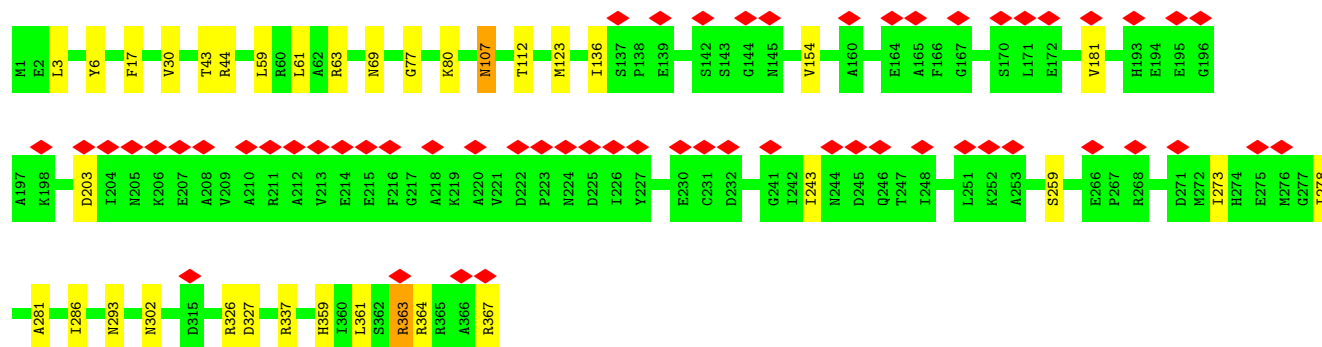 M1 E2 L3 Y6 F17 V30 T43 R44 L59 R60 L61 A62 R63 N69 G77 K80 N107 T112 M123 I136 S137 P138 E139 S142 S143 G144 N145 V154 A160 E164 A165 F166 G167 S170 L171 E172 V181 H193 E194 E195 G196
A197 K198 D203 I204 N205 K206 E207 A208 V209 A210 R211 A212 V213 E214 E215 F216 G217 A218 K219 A220 V221 D222 P223 N224 D225 I226 Y227 E230 C231 D232 G241 I242 I243 N244 D245 Q246 T247 I248 L251 K252 A253 S259 E266 P267 R268 D271 M272 I273 H274 E275 M276 G277 I278
A281 I286 N293 N302 D315 R326 D327 R337 H359 I360 L361 S362 R363 R364 R365 A366 R367